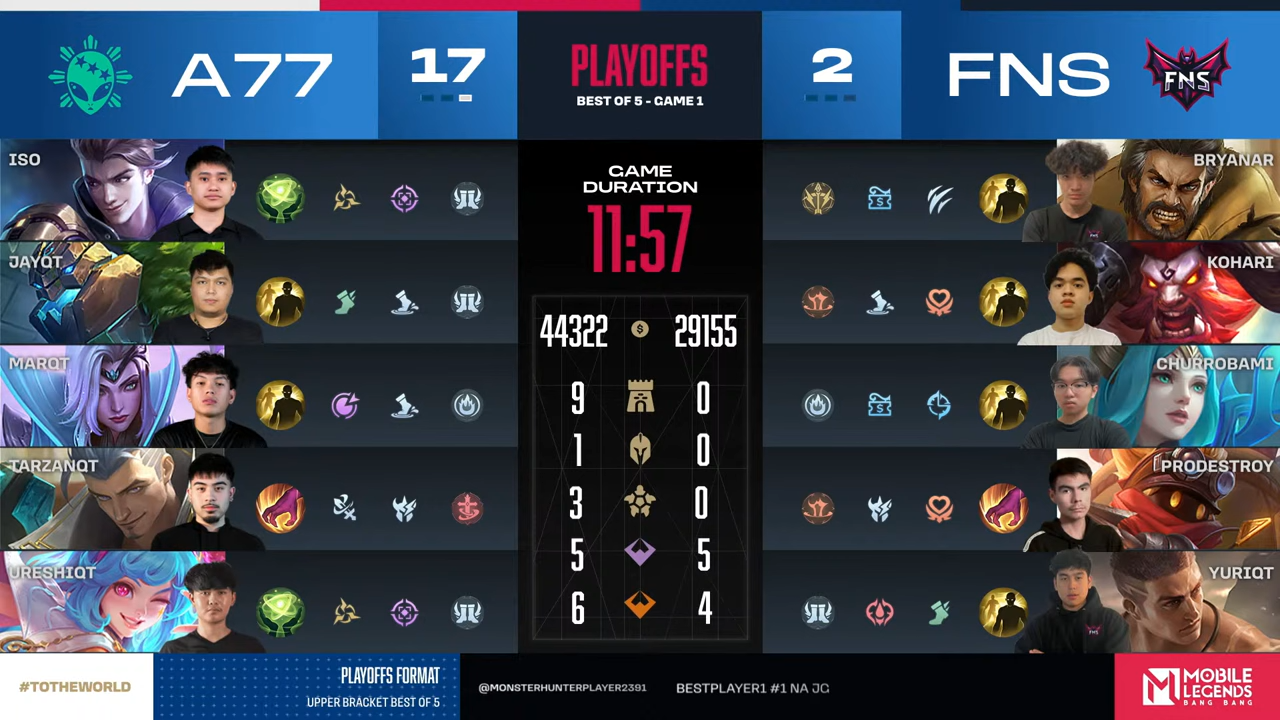 A77
17
PLAYOFFS
BEST OF 5 - GAME 1
2
FNS
FNS
ISO
JAYQT
MARQT
TARZANQT
URESHIQT
GAME
DURATION
11:57
44322 $ 29155
9 0
1 0
3 0
5 5
6 4
BRYANAR
KOHARI
CHURROBAMI
PRODESTROY
YURIQT
#TOTHEWORLD
PLAYOFFS FORMAT
UPPER BRACKET BEST OF 5
@MONSTERHUNTERPLAYER2391
BESTPLAYER1 #1 NA JG
MOBILE
LEGENDS
BANG BANG